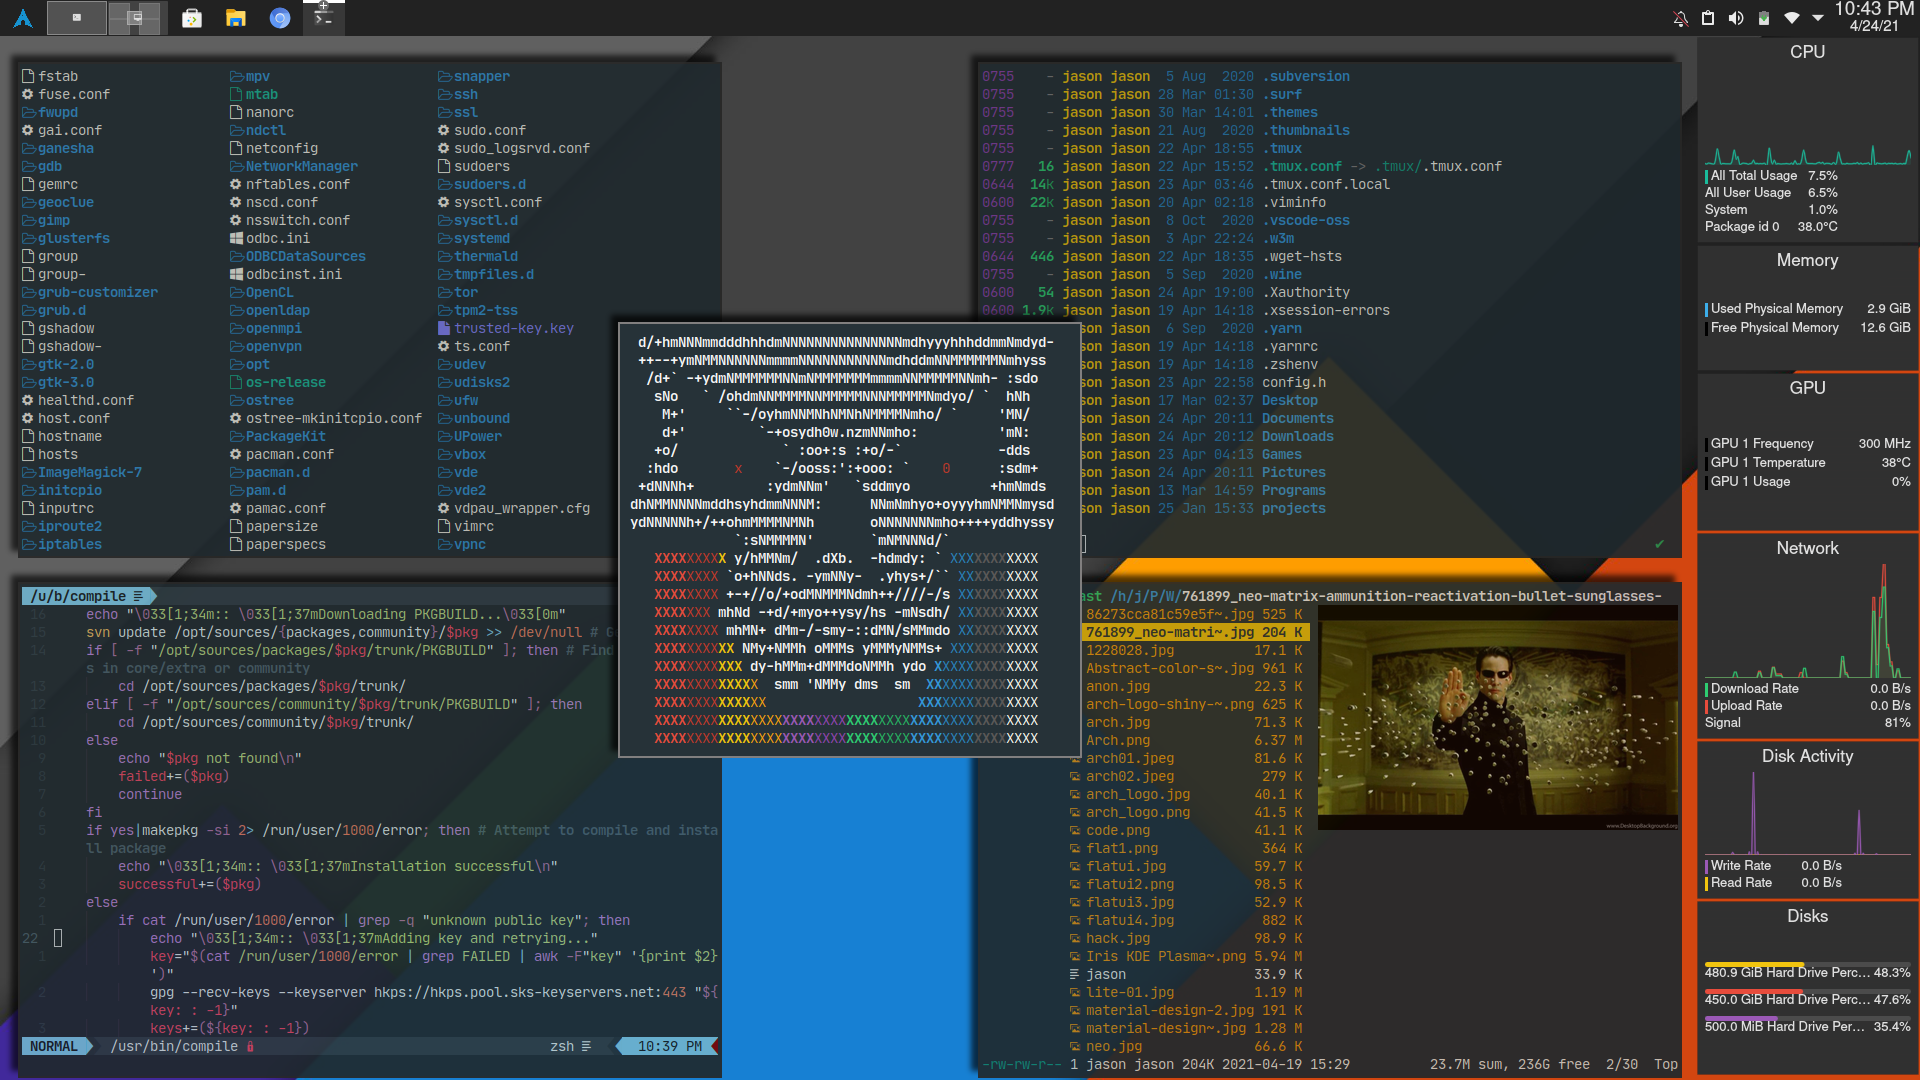 10:43 PM
4/24/21
fstab
fuse.conf
fwupd
gai.conf
ganesha
gdb
gemrc
geoclue
gimp
glusterfs
group
group-
grub-customizer
grub.d
gshadow
gshadow-
gtk-2.0
gtk-3.0
healthd.conf
host.conf
hostname
hosts
ImageMagick-7
initcpio
inputrc
iproute2
iptables
mpv
mtab
nanorc
ndctl
netconfig
NetworkManager
nftables.conf
nscd.conf
nsswitch.conf
odbc.ini
ODBCDataSources
odbcinst.ini
OpenCL
openldap
openmpi
openvpn
opt
os-release
ostree
ostree-mkinitcpio.conf
PackageKit
pacman.conf
pacman.d
pam.d
pamac.conf
papersize
paperspecs
snapper
ssh
ssl
sudo.conf
sudo_logsrvd.conf
sudoers
sudoers.d
sysctl.conf
sysctl.d
systemd
thermald
tmpfiles.d
tor
tpm2-tss
trusted-key.key
ts.conf
udev
udisks2
ufw
unbound
UPower
vbox
vde
vde2
vdpau_wrapper.cfg
vimrc
vpnc
0755 - jason jason 5 Aug 2020 .subversion
0755 - jason jason 28 Mar 01:30 .surf
0755 - jason jason 30 Mar 14:01 .themes
0755 - jason jason 21 Aug 2020 .thumbnails
0755 - jason jason 22 Apr 18:55 .tmux
0777 16 jason jason 22 Apr 15:52 .tmux.conf -> .tmux/.tmux.conf
0644 14k jason jason 23 Apr 03:46 .tmux.conf.local
0600 22k jason jason 20 Apr 02:18 .viminfo
0755 - jason jason 8 Oct 2020 .vscode-oss
0755 - jason jason 3 Apr 22:24 .w3m
0644 446 jason jason 22 Apr 18:35 .wget-hsts
0755 - jason jason 5 Sep 2020 .wine
0600 54 jason jason 24 Apr 19:00 .Xauthority
0600 1.9k jason jason 19 Apr 14:18 .xsession-errors
6 Sep 2020 .yarn
19 Apr 14:18 .yarnrc
19 Apr 14:18 .zshenv
23 Apr 22:58 config.h
17 Mar 02:37 Desktop
24 Apr 20:11 Documents
24 Apr 20:12 Downloads
23 Apr 04:13 Games
24 Apr 20:11 Pictures
13 Mar 14:59 Programs
25 Jan 15:33 projects
d/+hmNNNmmdddhhhdmNNNNNNNNNNNNNNNmdhyyyhhhddmmNmdyd-
++--+ymNMMNNNNNNmmmmNNNNNNNNNNNmdhddmNNMMMMMMNmhyss
/d+` -+ydmNMMMMMMNNmNMMMMMMMmmmmNNMMMMMNNmh- :sdo
sNo ` /ohdmNNMMMMNNMMMMMNNNMMMMMNmdyo/ ` hNh
M+' ``-/oyhmNNMNhNMNhNMMMMNmho/ ` 'MN/
d+' `-+osydh0w.nzmNNmho: 'mN:
+o/ ` :oo+:s :+o/-` -dds
:hdo x `-/ooss:':+ooo: ` 0 :sdm+
+dNNNh+ :ydmNNm' `sddmyo +hmNmds
dhNMMNNNNmddhsyhdmmNNNM: NNmNmhyo+oyyyhmNMMNmysd
ydNNNNNh+/++ohmMMMMNMNh oNNNNNNNmho++++yddhyssy
`:sNMMMMN' `mNMNNNd/`
XXXXXXXXX y/hMMNm/ .dXb. -hdmdy: ` XXXXXXXXXXX
XXXXXXXX `o+hNNds. -ymNNy- .yhys+/`` XXXXXXXXXX
XXXXXXXX +-+//o/+odMNMMMNdmh++////-/s XXXXXXXXXX
XXXXXXX mhNd -+d/+myo++ysy/hs -mNsdh/ XXXXXXXXXX
XXXXXXXX mhMN+ dMm-/-smy-::dMN/sMMmdo XXXXXXXXXX
XXXXXXXXXX NMy+NMMh oMMMs yMMMyNMMs+ XXXXXXXXXXX
XXXXXXXXXXX dy-hMMm+dMMMdoNMMh ydo XXXXXXXXXXXXX
XXXXXXXXXXXXX smm 'NMMy dms sm XXXXXXXXXXXXXX
XXXXXXXXXXXXXX XXXXXXXXXXXXXXX
XXXXXXXXXXXXXXXXXXXXXXXXXXXXXXXXXXXXXXXXXXXXXXXX
XXXXXXXXXXXXXXXXXXXXXXXXXXXXXXXXXXXXXXXXXXXXXXXX
/u/b/compile
16 echo "\033[1;34m:: \033[1;37mDownloading PKGBUILD...\033[0m"
15 svn update /opt/sources/{packages,community}/$pkg >> /dev/null # G
14 if [ -f "/opt/sources/packages/$pkg/trunk/PKGBUILD" ]; then # Find
s in core/extra or community
13 cd /opt/sources/packages/$pkg/trunk/
12 elif [ -f "/opt/sources/community/$pkg/trunk/PKGBUILD" ]; then
11 cd /opt/sources/community/$pkg/trunk/
10 else
9 echo "$pkg not found\n"
8 failed+=($pkg)
7 continue
6 fi
5 if yes|makepkg -si 2> /run/user/1000/error; then # Attempt to compile and insta
ll package
4 echo "\033[1;34m:: \033[1;37mInstallation successful\n"
3 successful+=($pkg)
2 else
1 if cat /run/user/1000/error | grep -q "unknown public key"; then
22 echo "\033[1;34m:: \033[1;37mAdding key and retrying..."
1 key="$(cat /run/user/1000/error | grep FAILED | awk -F"key" '{print $2}
')"
2 gpg --recv-keys --keyserver hkps://hkps.pool.sks-keyservers.net:443 "${
key: : -1}"
3 keys+=(${key: : -1})
NORMAL /usr/bin/compile zsh 10:39 PM
ast /h/j/P/W/761899_neo-matrix-ammunition-reactivation-bullet-sunglasses-
86273cca81c59e5f~.jpg 525 K
761899_neo-matri~.jpg 204 K
1228028.jpg 17.1 K
Abstract-color-s~.jpg 961 K
anon.jpg 22.3 K
arch-logo-shiny-~.png 625 K
arch.jpg 71.3 K
Arch.png 6.37 M
arch01.jpeg 81.6 K
arch02.jpeg 279 K
arch_logo.jpg 40.1 K
arch_logo.png 41.5 K
code.png 41.1 K
flat1.png 364 K
flatui.jpg 59.7 K
flatui2.png 98.5 K
flatui3.png 52.9 K
flatui4.png 882 K
hack.jpg 98.9 K
Iris KDE Plasma~.png 5.94 M
jason 33.9 K
lite-01.jpg 1.19 M
material-design-2.jpg 191 K
material-design~.jpg 1.28 M
neo.jpg 66.6 K
-rw-rw-r-- 1 jason jason 204K 2021-04-19 15:29 23.7M sum, 236G free 2/30 Top
www.DesktopBackground.org
CPU
All Total Usage 7.5%
All User Usage 6.5%
System 1.0%
Package id 0 38.0°C
Memory
Used Physical Memory 2.9 GiB
Free Physical Memory 12.6 GiB
GPU
GPU 1 Frequency 300 MHz
GPU 1 Temperature 38°C
GPU 1 Usage 0%
Network
Download Rate 0.0 B/s
Upload Rate 0.0 B/s
Signal 81%
Disk Activity
Write Rate 0.0 B/s
Read Rate 0.0 B/s
Disks
480.9 GiB Hard Drive Perc... 48.3%
450.0 GiB Hard Drive Perc... 47.6%
500.0 MiB Hard Drive Per... 35.4%